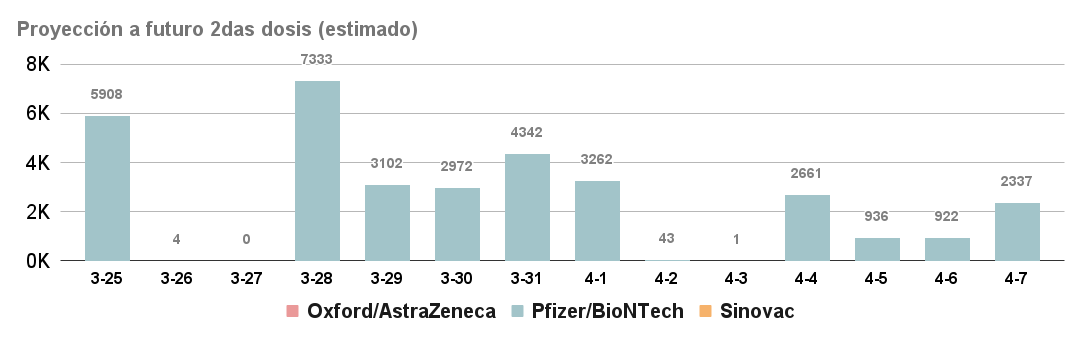 Proyección a futuro 2das dosis (estimado)
8K
6K
4K
2K
0K
5908
4
0
7333
3102
2972
4342
3262
43
1
2661
936
922
2337
3-25 3-26 3-27 3-28 3-29 3-30 3-31 4-1 4-2 4-3 4-4 4-5 4-6 4-7
Oxford/AstraZeneca Pfizer/BioNTech Sinovac